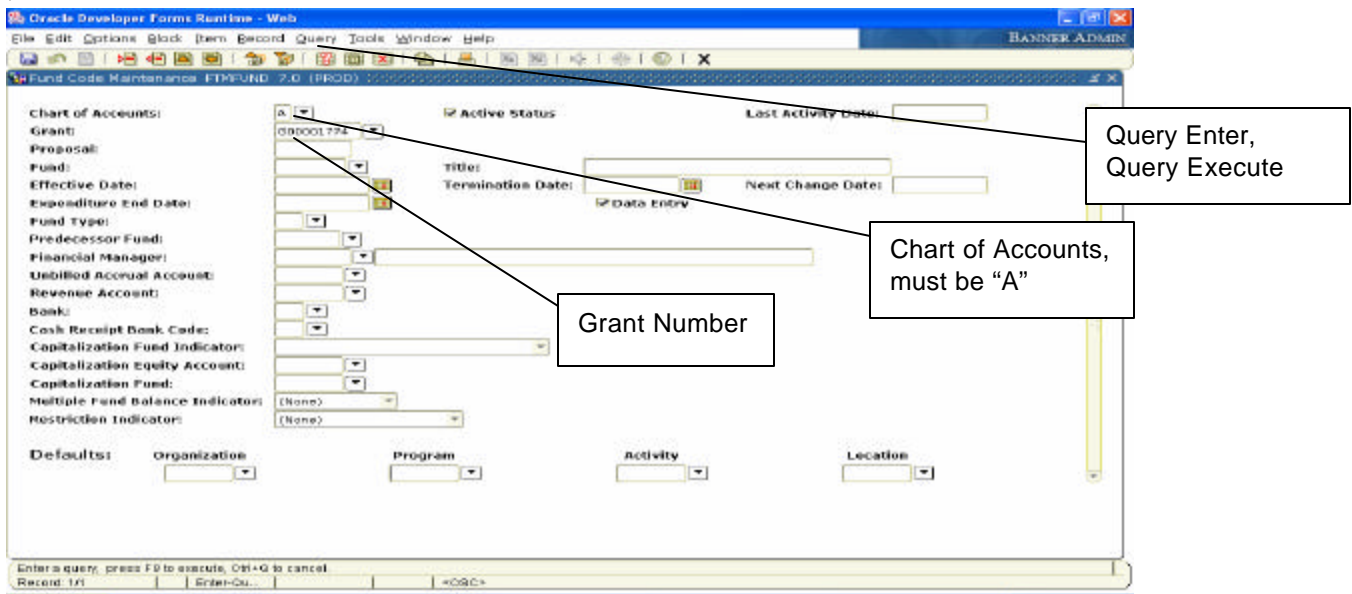 Oracle Developer Forms Runtime - Web
File Edit Options Block Item Record Query Tools Window Help BANNER ADMIN
Fund Code Maintenance FTMFUND 7.0 (PROD)
Chart of Accounts: A Active Status Last Activity Date:
Grant: G00001774
Proposal:
Fund: Title:
Effective Date: Termination Date: Next Change Date:
Expenditure End Date: Data Entry
Fund Type:
Predecessor Fund:
Financial Manager:
Unbilled Accrual Account:
Revenue Account:
Bank:
Cash Receipt Bank Code:
Capitalization Fund Indicator:
Capitalization Equity Account:
Capitalization Fund:
Multiple Fund Balance Indicator: (None)
Restriction Indicator: (None)
Defaults: Organization Program Activity Location
Enter a query, press F9 to execute, Ctrl+Q to cancel.
Record: 1/1 Enter-Qu... <OSC>
Query Enter,
Query Execute
Chart of Accounts,
must be “A”
Grant Number